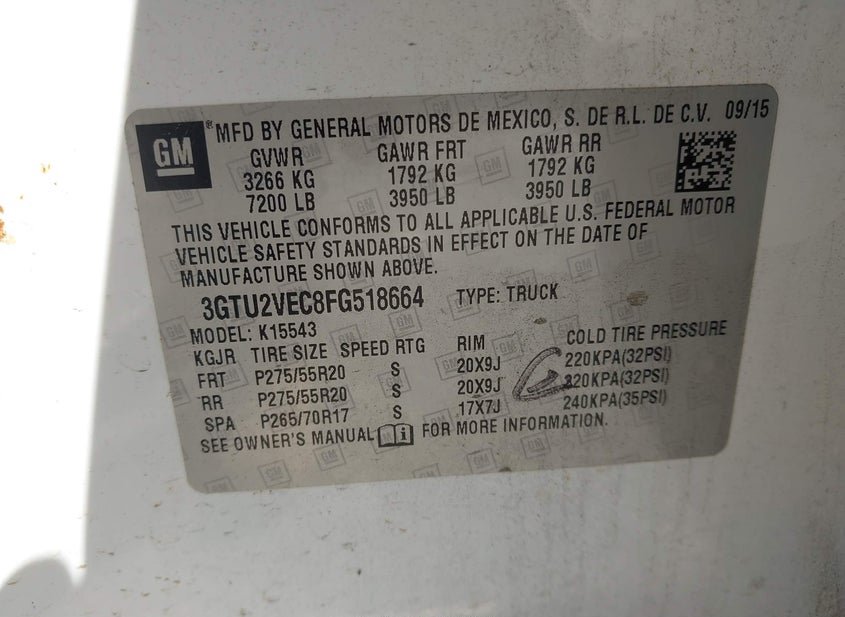 GM ® MFD BY GENERAL MOTORS DE MEXICO, S. DE R.L. DE C.V. 09/15
GVWR GAWR FRT GAWR RR
3266 KG 1792 KG 1792 KG
7200 LB 3950 LB 3950 LB
THIS VEHICLE CONFORMS TO ALL APPLICABLE U.S. FEDERAL MOTOR
VEHICLE SAFETY STANDARDS IN EFFECT ON THE DATE OF
MANUFACTURE SHOWN ABOVE.
3GTU2VEC8FG518664 TYPE: TRUCK
MODEL: K15543
KGJR TIRE SIZE SPEED RTG RIM COLD TIRE PRESSURE
FRT P275/55R20 S 20X9J 220KPA(32PSI)
RR P275/55R20 S 20X9J 220KPA(32PSI)
SPA P265/70R17 S 17X7J 240KPA(35PSI)
SEE OWNER'S MANUAL FOR MORE INFORMATION.